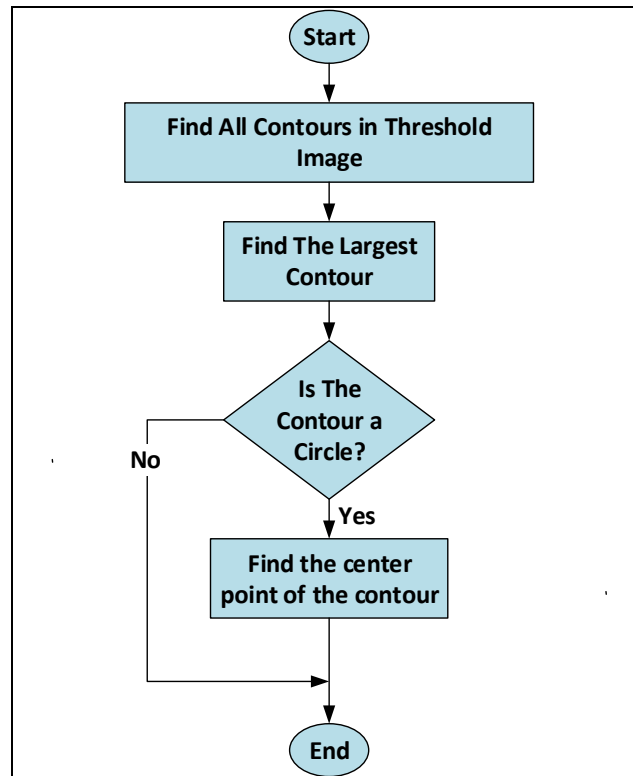 Start
Find All Contours in Threshold
Image
Find The Largest
Contour
Is The
Contour a
Circle?
No
Yes
Find the center
point of the contour
End